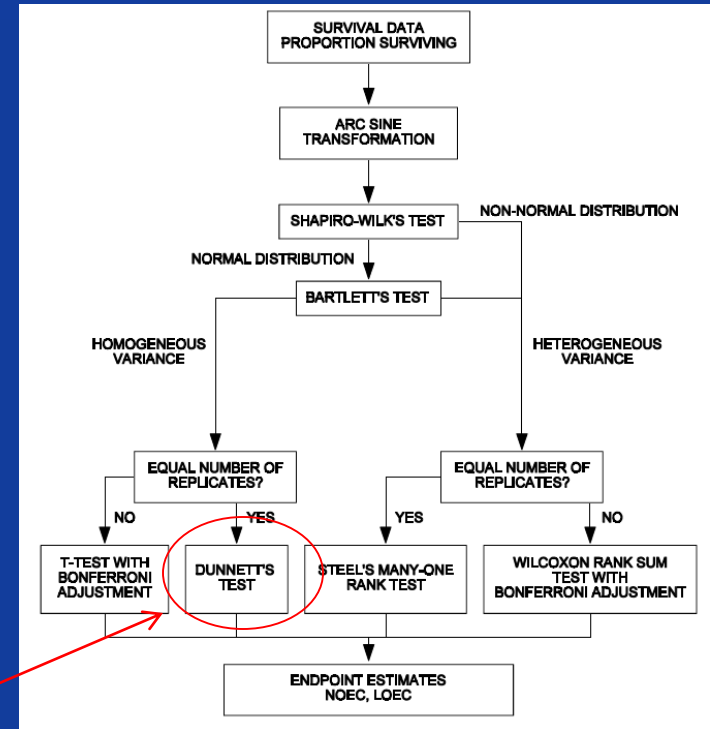 SURVIVAL DATA
PROPORTION SURVIVING
ARC SINE
TRANSFORMATION
SHAPIRO-WILK'S TEST
NON-NORMAL DISTRIBUTION
NORMAL DISTRIBUTION
BARTLETT'S TEST
HOMOGENEOUS
VARIANCE
HETEROGENEOUS
VARIANCE
EQUAL NUMBER OF
REPLICATES?
EQUAL NUMBER OF
REPLICATES?
NO
YES
YES
NO
T-TEST WITH
BONFERRONI
ADJUSTMENT
DUNNETT'S
TEST
STEEL'S MANY-ONE
RANK TEST
WILCOXON RANK SUM
TEST WITH
BONFERRONI ADJUSTMENT
ENDPOINT ESTIMATES
NOEC, LOEC